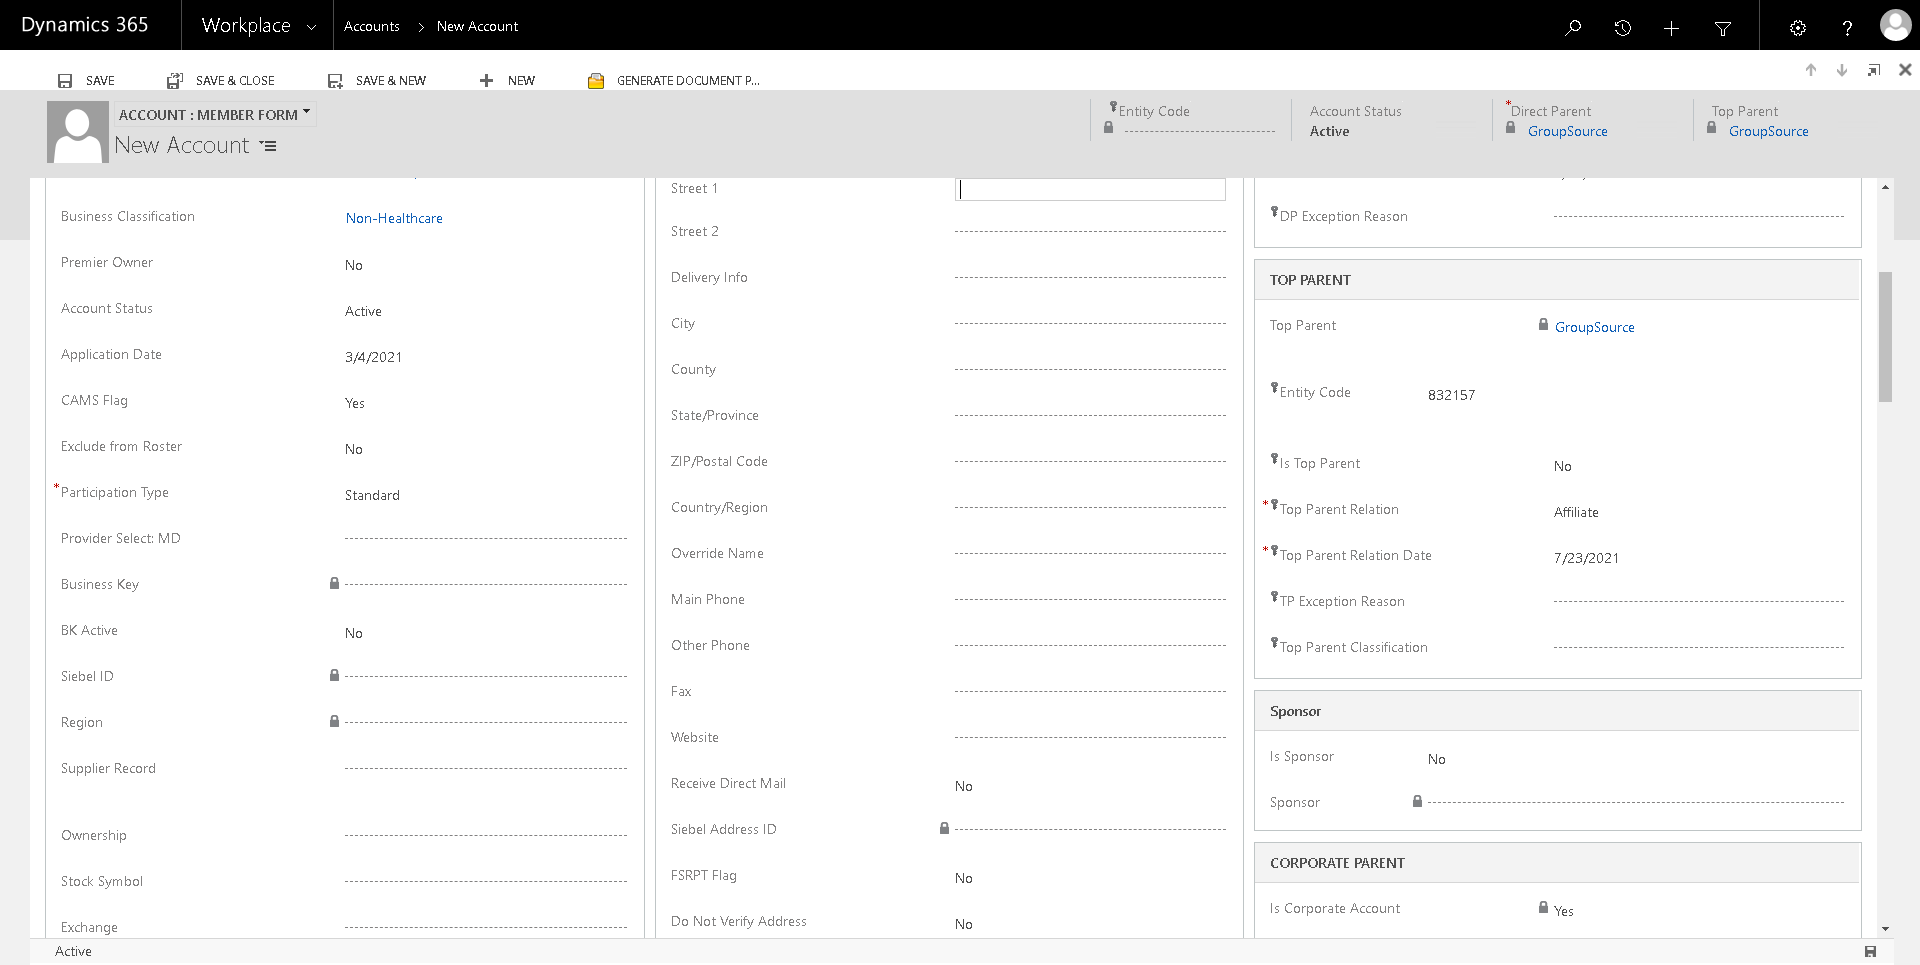 Dynamics 365
Workplace
Accounts > New Account
?
SAVE
SAVE & CLOSE
SAVE & NEW
NEW
GENERATE DOCUMENT P...
ACCOUNT : MEMBER FORM
New Account
Entity Code
Account Status
Active
*Direct Parent
GroupSource
Top Parent
GroupSource
Business Classification
Non-Healthcare
Premier Owner
No
Account Status
Active
Application Date
3/4/2021
CAMS Flag
Yes
Exclude from Roster
No
*Participation Type
Standard
Provider Select: MD
Business Key
BK Active
No
Siebel ID
Region
Supplier Record
Ownership
Stock Symbol
Exchange
Street 1
Street 2
Delivery Info
City
County
State/Province
ZIP/Postal Code
Country/Region
Override Name
Main Phone
Other Phone
Fax
Website
Receive Direct Mail
No
Siebel Address ID
FSRPT Flag
No
Do Not Verify Address
No
DP Exception Reason
TOP PARENT
Top Parent
GroupSource
Entity Code
832157
Is Top Parent
No
*Top Parent Relation
Affiliate
*Top Parent Relation Date
7/23/2021
TP Exception Reason
Top Parent Classification
Sponsor
Is Sponsor
No
Sponsor
CORPORATE PARENT
Is Corporate Account
Yes
Active